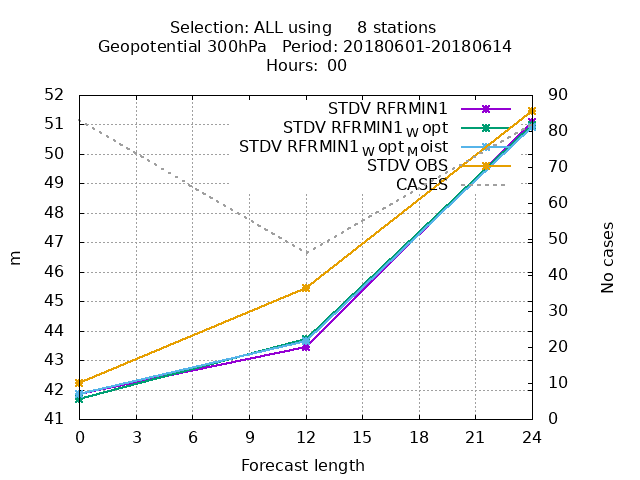 Selection: ALL using     8 stations
Geopotential 300hPa   Period: 20180601-20180614
Hours:  00
52
51
50
49
48
47
46
45
44
43
42
41
90
80
70
60
50
40
30
20
10
0
STDV RFRMIN1
STDV RFRMIN1_W opt
STDV RFRMIN1_W opt_M oist
STDV OBS
CASES
m
No cases
0 3 6 9 12 15 18 21 24
Forecast length